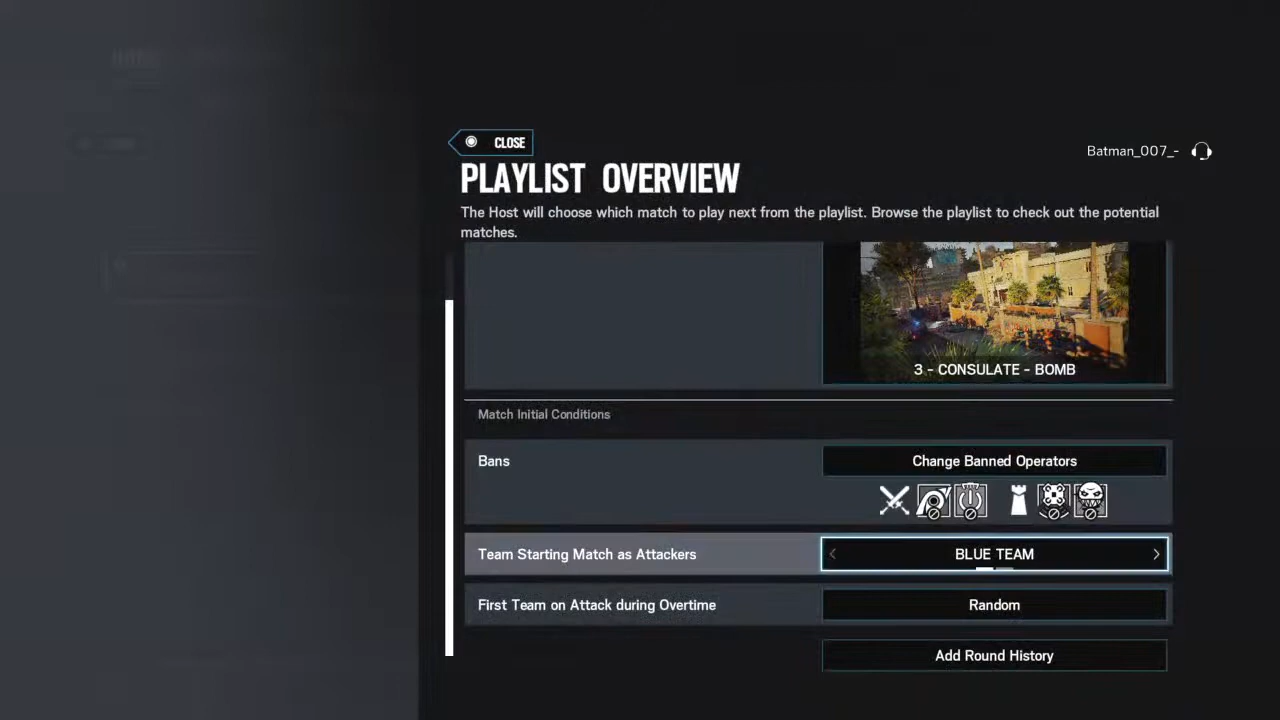 CLOSE
Batman_007_-
PLAYLIST OVERVIEW
The Host will choose which match to play next from the playlist. Browse the playlist to check out the potential
matches.
3 - CONSULATE - BOMB
Match Initial Conditions
Bans
Change Banned Operators
Team Starting Match as Attackers
BLUE TEAM
First Team on Attack during Overtime
Random
Add Round History